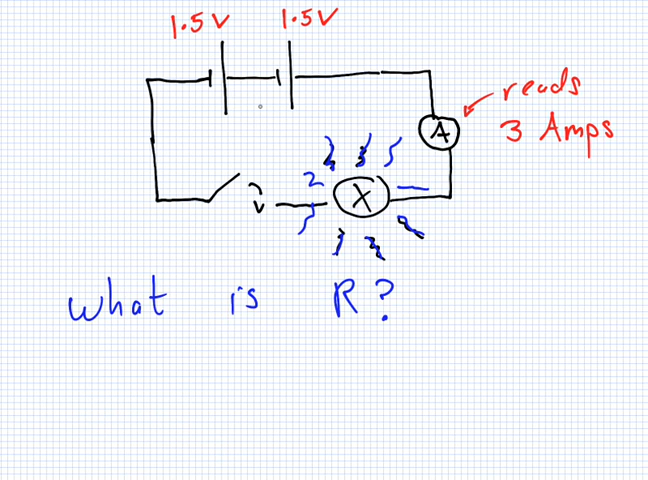 1.5V 1.5V
reads
3 Amps
A
X
What is R?